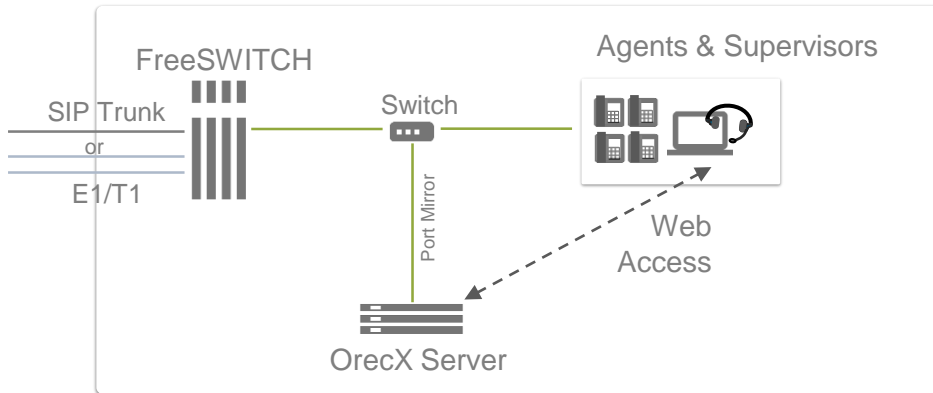 Agents & Supervisors
FreeSWITCH
SIP Trunk
or
E1/T1
Switch
Port Mirror
Web
Access
OrecX Server